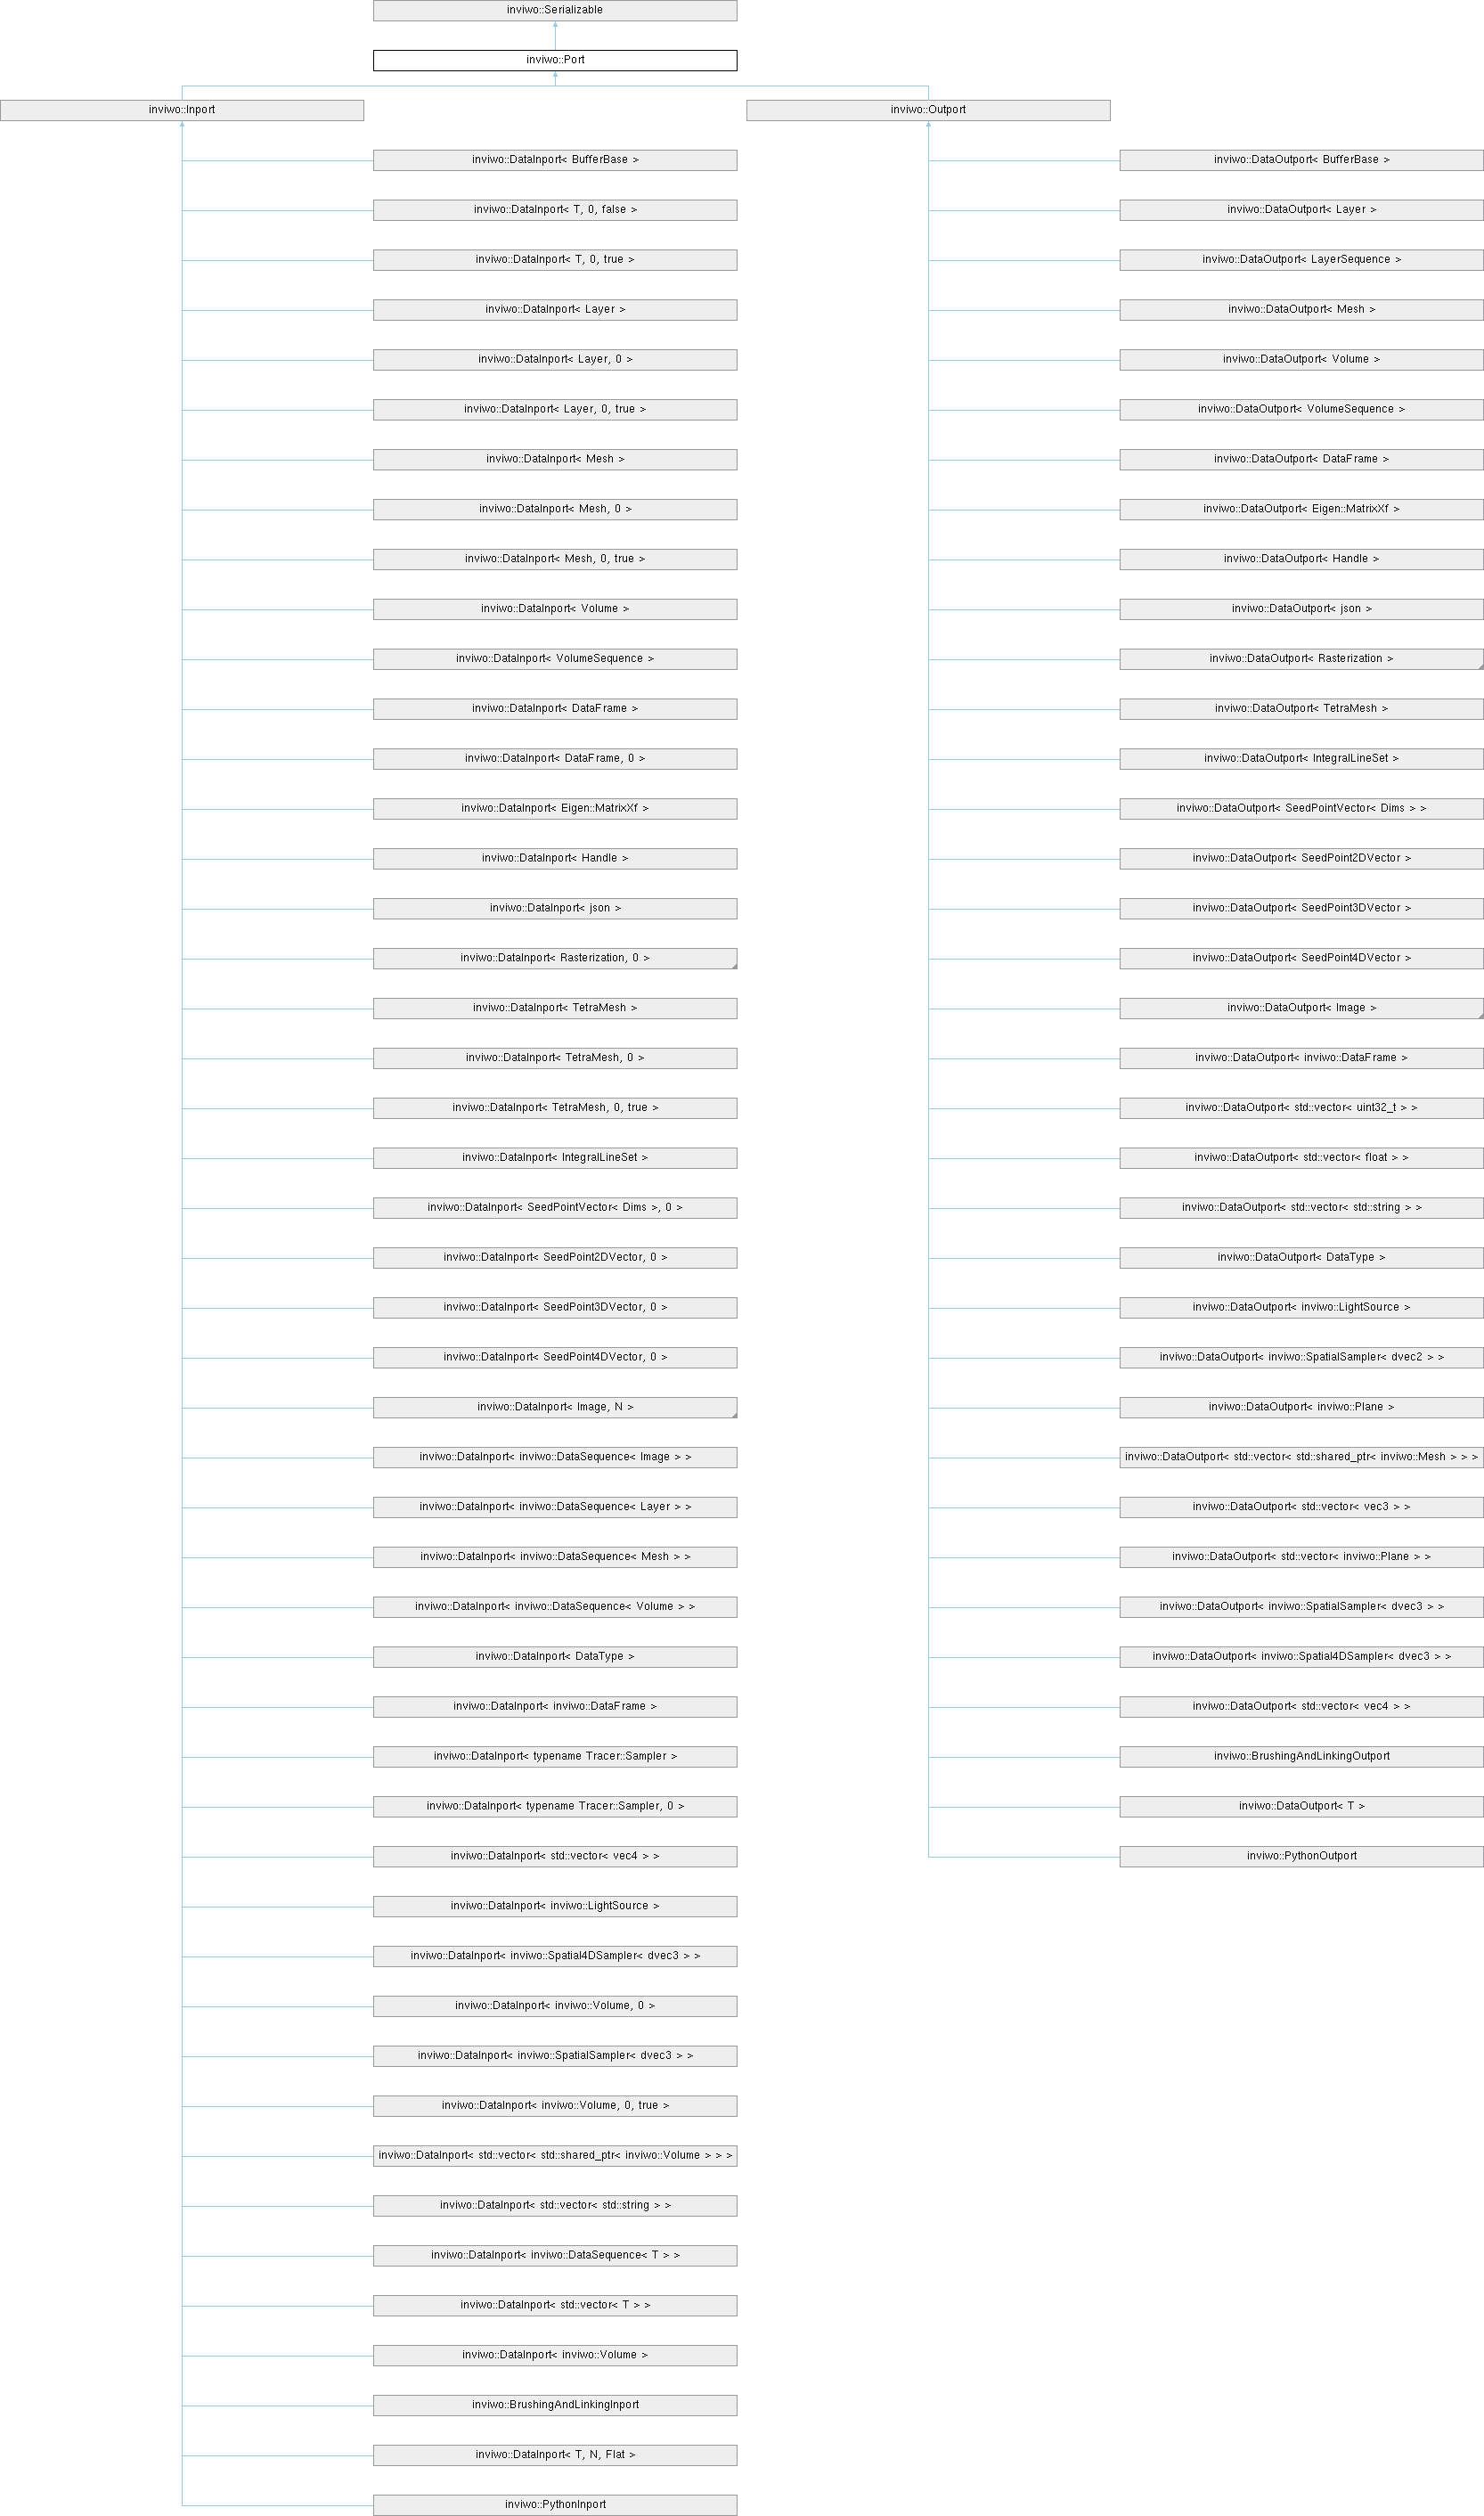 inviwo::Serializable
inviwo::Port
inviwo::Inport
inviwo::Outport
inviwo::DataInport< BufferBase >
inviwo::DataOutport< BufferBase >
inviwo::DataInport< T, 0, false >
inviwo::DataOutport< Layer >
inviwo::DataInport< T, 0, true >
inviwo::DataOutport< LayerSequence >
inviwo::DataInport< Layer >
inviwo::DataOutport< Mesh >
inviwo::DataInport< Layer, 0 >
inviwo::DataOutport< Volume >
inviwo::DataInport< Layer, 0, true >
inviwo::DataOutport< VolumeSequence >
inviwo::DataInport< Mesh >
inviwo::DataOutport< DataFrame >
inviwo::DataInport< Mesh, 0 >
inviwo::DataOutport< Eigen::MatrixXf >
inviwo::DataInport< Mesh, 0, true >
inviwo::DataOutport< Handle >
inviwo::DataInport< Volume >
inviwo::DataOutport< json >
inviwo::DataInport< VolumeSequence >
inviwo::DataOutport< Rasterization >
inviwo::DataInport< DataFrame >
inviwo::DataOutport< TetraMesh >
inviwo::DataInport< DataFrame, 0 >
inviwo::DataOutport< IntegralLineSet >
inviwo::DataInport< Eigen::MatrixXf >
inviwo::DataOutport< SeedPointVector< Dims > >
inviwo::DataInport< Handle >
inviwo::DataOutport< SeedPoint2DVector >
inviwo::DataInport< json >
inviwo::DataOutport< SeedPoint3DVector >
inviwo::DataInport< Rasterization, 0 >
inviwo::DataOutport< SeedPoint4DVector >
inviwo::DataInport< TetraMesh >
inviwo::DataOutport< Image >
inviwo::DataInport< TetraMesh, 0 >
inviwo::DataOutport< inviwo::DataFrame >
inviwo::DataInport< TetraMesh, 0, true >
inviwo::DataOutport< std::vector< uint32_t > >
inviwo::DataInport< IntegralLineSet >
inviwo::DataOutport< std::vector< float > >
inviwo::DataInport< SeedPointVector< Dims >, 0 >
inviwo::DataOutport< std::vector< std::string > >
inviwo::DataInport< SeedPoint2DVector, 0 >
inviwo::DataOutport< DataType >
inviwo::DataInport< SeedPoint3DVector, 0 >
inviwo::DataOutport< inviwo::LightSource >
inviwo::DataInport< SeedPoint4DVector, 0 >
inviwo::DataOutport< inviwo::SpatialSampler< dvec2 > >
inviwo::DataInport< Image, N >
inviwo::DataOutport< inviwo::Plane >
inviwo::DataInport< inviwo::DataSequence< Image > >
inviwo::DataOutport< std::vector< std::shared_ptr< inviwo::Mesh > > >
inviwo::DataInport< inviwo::DataSequence< Layer > >
inviwo::DataOutport< std::vector< vec3 > >
inviwo::DataInport< inviwo::DataSequence< Mesh > >
inviwo::DataOutport< std::vector< inviwo::Plane > >
inviwo::DataInport< inviwo::DataSequence< Volume > >
inviwo::DataOutport< inviwo::SpatialSampler< dvec3 > >
inviwo::DataInport< DataType >
inviwo::DataOutport< inviwo::Spatial4DSampler< dvec3 > >
inviwo::DataInport< inviwo::DataFrame >
inviwo::DataOutport< std::vector< vec4 > >
inviwo::DataInport< typename Tracer::Sampler >
inviwo::BrushingAndLinkingOutport
inviwo::DataInport< typename Tracer::Sampler, 0 >
inviwo::DataOutport< T >
inviwo::DataInport< std::vector< vec4 > >
inviwo::PythonOutport
inviwo::DataInport< inviwo::LightSource >
inviwo::DataInport< inviwo::Spatial4DSampler< dvec3 > >
inviwo::DataInport< inviwo::Volume, 0 >
inviwo::DataInport< inviwo::SpatialSampler< dvec3 > >
inviwo::DataInport< inviwo::Volume, 0, true >
inviwo::DataInport< std::vector< std::shared_ptr< inviwo::Volume > > >
inviwo::DataInport< std::vector< std::string > >
inviwo::DataInport< inviwo::DataSequence< T > >
inviwo::DataInport< std::vector< T > >
inviwo::DataInport< inviwo::Volume >
inviwo::BrushingAndLinkingInport
inviwo::DataInport< T, N, Flat >
inviwo::PythonInport